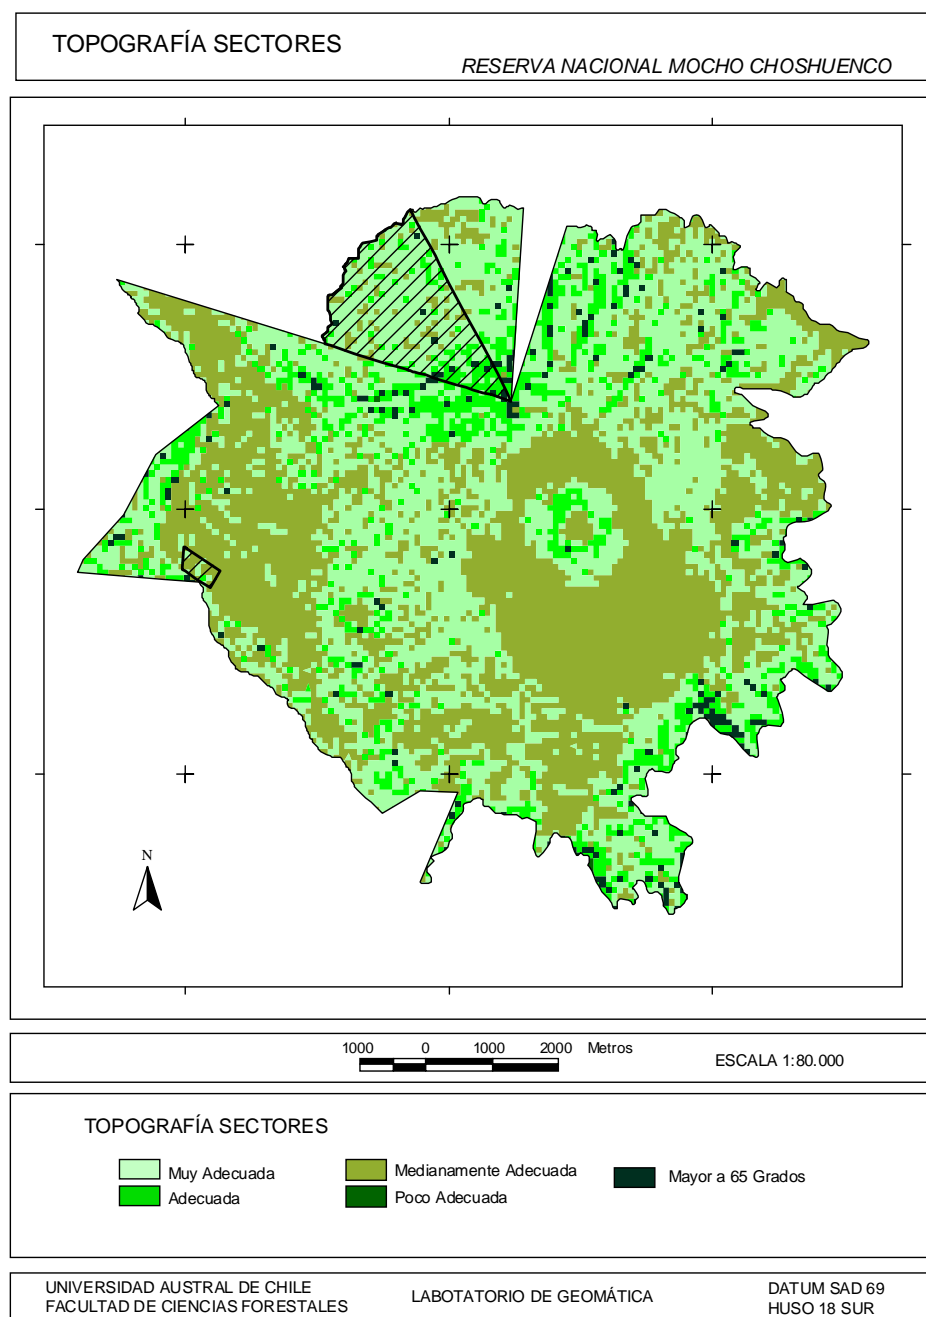 TOPOGRAFÍA SECTORES
RESERVA NACIONAL MOCHO CHOSHUENCO
N
1000 0 1000 2000 Metros
ESCALA 1:80.000
TOPOGRAFÍA SECTORES
Muy Adecuada
Adecuada
Medianamente Adecuada
Poco Adecuada
Mayor a 65 Grados
UNIVERSIDAD AUSTRAL DE CHILE
FACULTAD DE CIENCIAS FORESTALES
LABOTATORIO DE GEOMÁTICA
DATUM SAD 69
HUSO 18 SUR